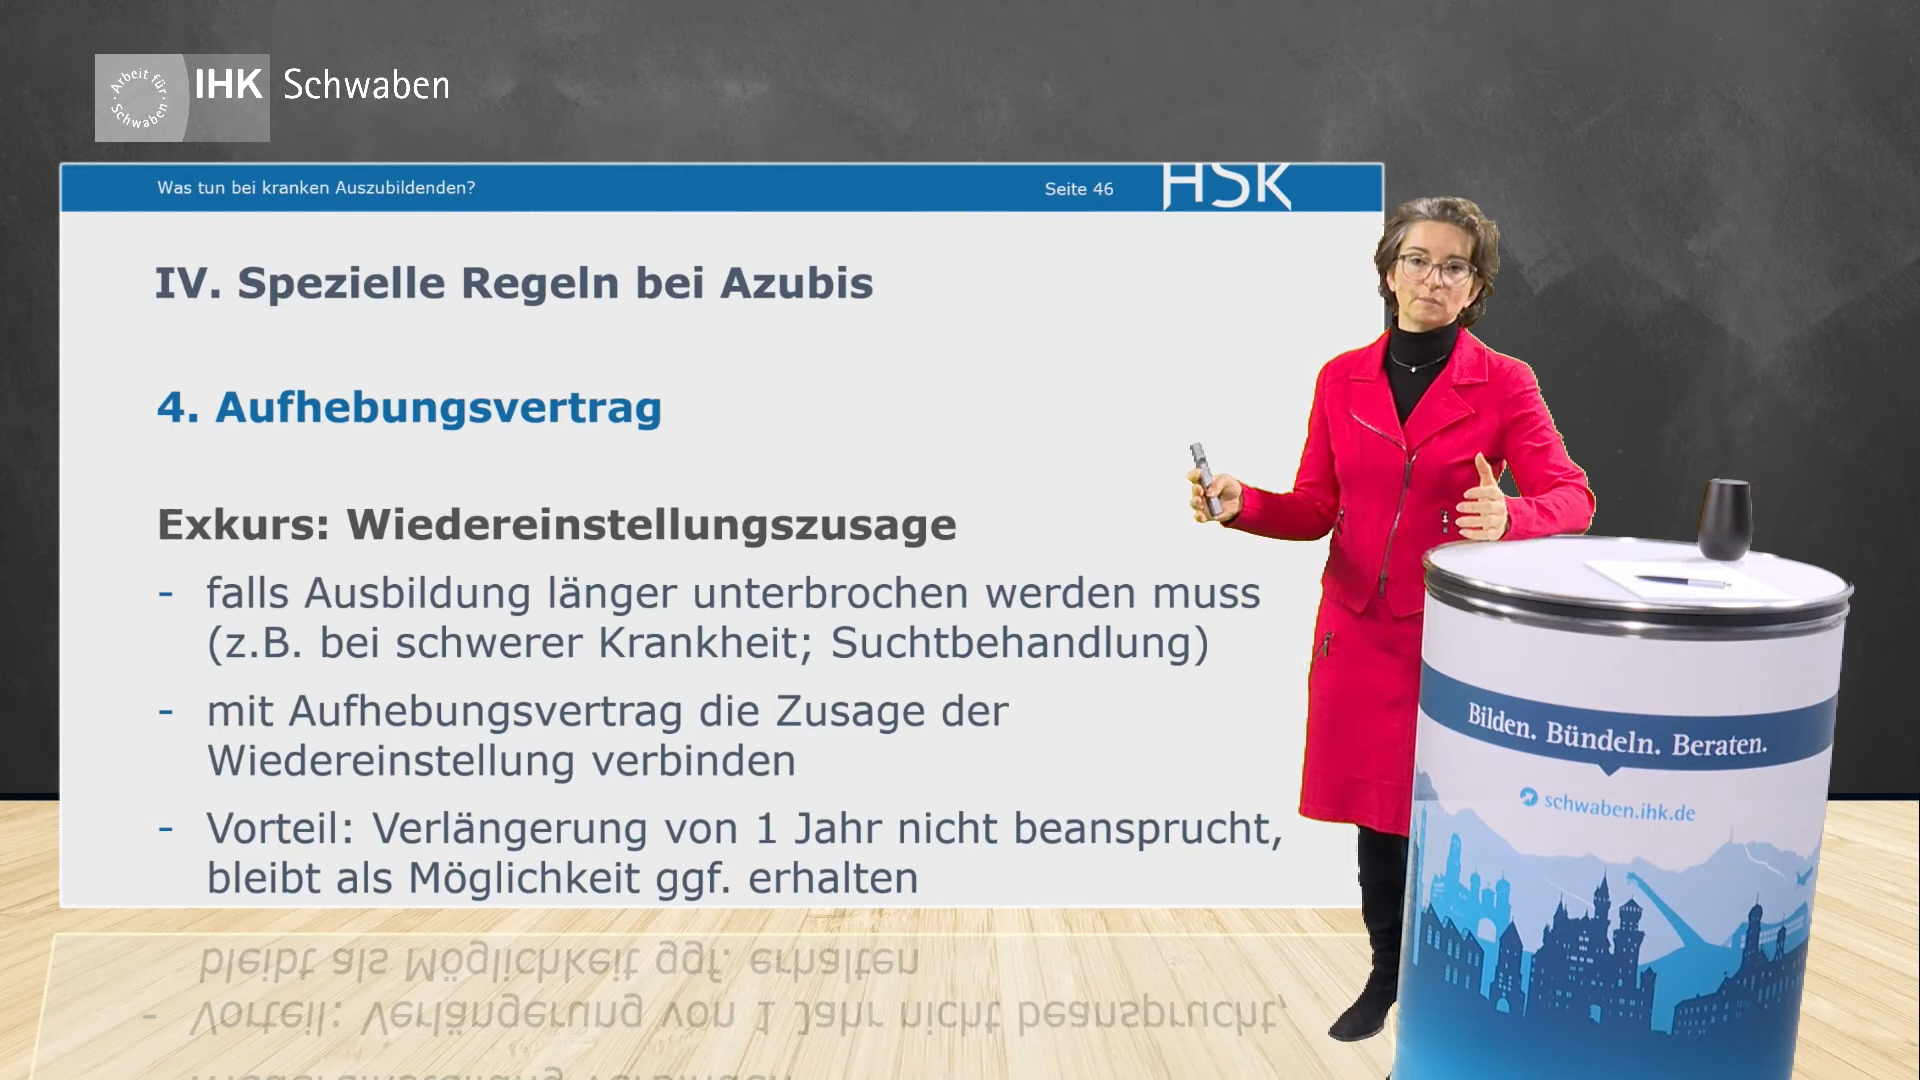 Arbeit für
Schwaben
IHK Schwaben
Was tun bei kranken Auszubildenden?
Seite 46
HSK
IV. Spezielle Regeln bei Azubis
4. Aufhebungsvertrag
Exkurs: Wiedereinstellungszusage
- falls Ausbildung länger unterbrochen werden muss
(z.B. bei schwerer Krankheit; Suchtbehandlung)
- mit Aufhebungsvertrag die Zusage der
Wiedereinstellung verbinden
- Vorteil: Verlängerung von 1 Jahr nicht beansprucht,
bleibt als Möglichkeit ggf. erhalten
Bilden. Bündeln. Beraten.
schwaben.ihk.de